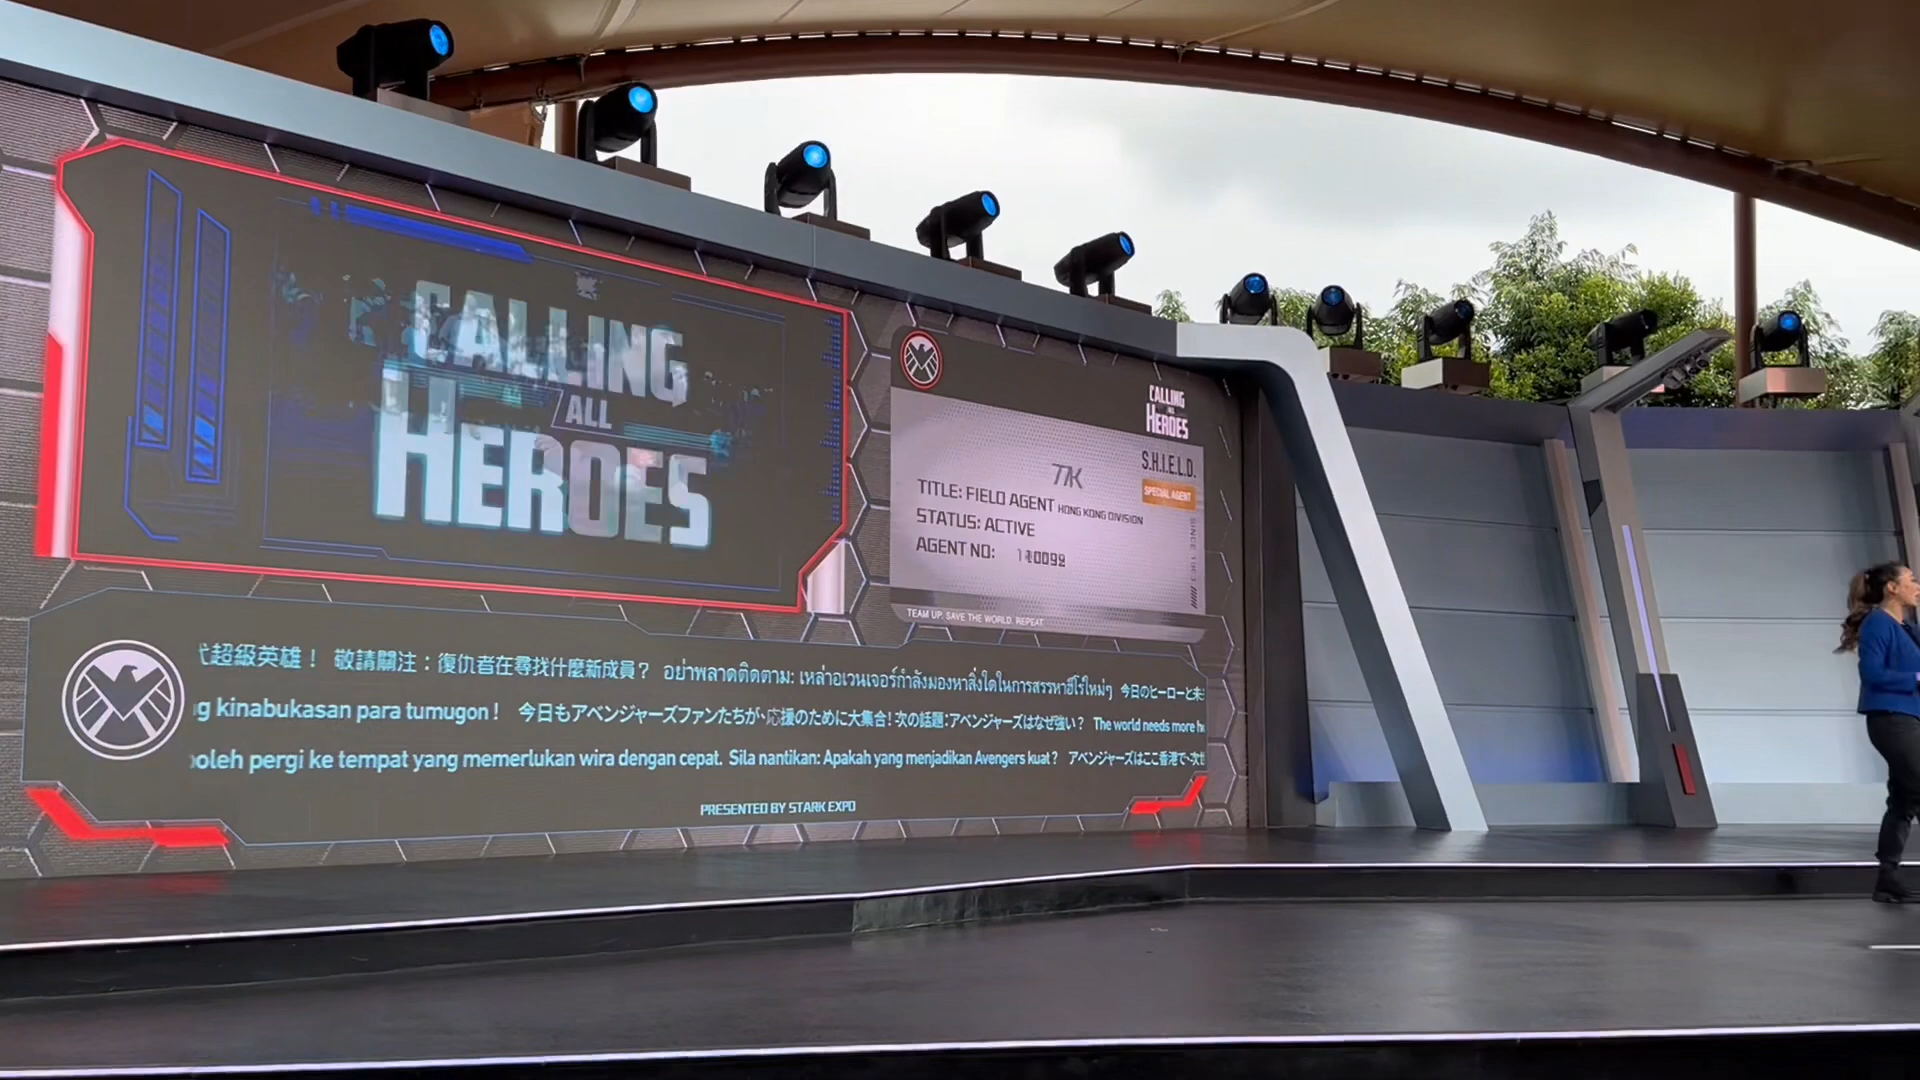 CALLING
ALL
HEROES
CALLING
ALL
HEROES
S.H.I.E.L.D.
SPECIAL AGENT
TK
TITLE: FIELD AGENT HONG KONG DIVISION
STATUS: ACTIVE
AGENT NO:
SINCE 1963
TEAM UP. SAVE THE WORLD. REPEAT.
超級英雄！ 敬請關注：復仇者在尋找什麼新成員？ อย่าพลาดติดตาม: เหล่าอเวนเจอร์กำลังมองหาสิ่งใดในการสรรหาฮีโร่ใหม่ๆ 今日のヒーローと未
g kinabukasan para tumugon! 今日もアベンジャーズファンたちが、応援のために大集合！次の話題：アベンジャーズはなぜ強い？ The world needs more he
oleh pergi ke tempat yang memerlukan wira dengan cepat. Sila nantikan: Apakah yang menjadikan Avengers kuat? アベンジャーズはここ香港で、次世
PRESENTED BY STARK EXPO